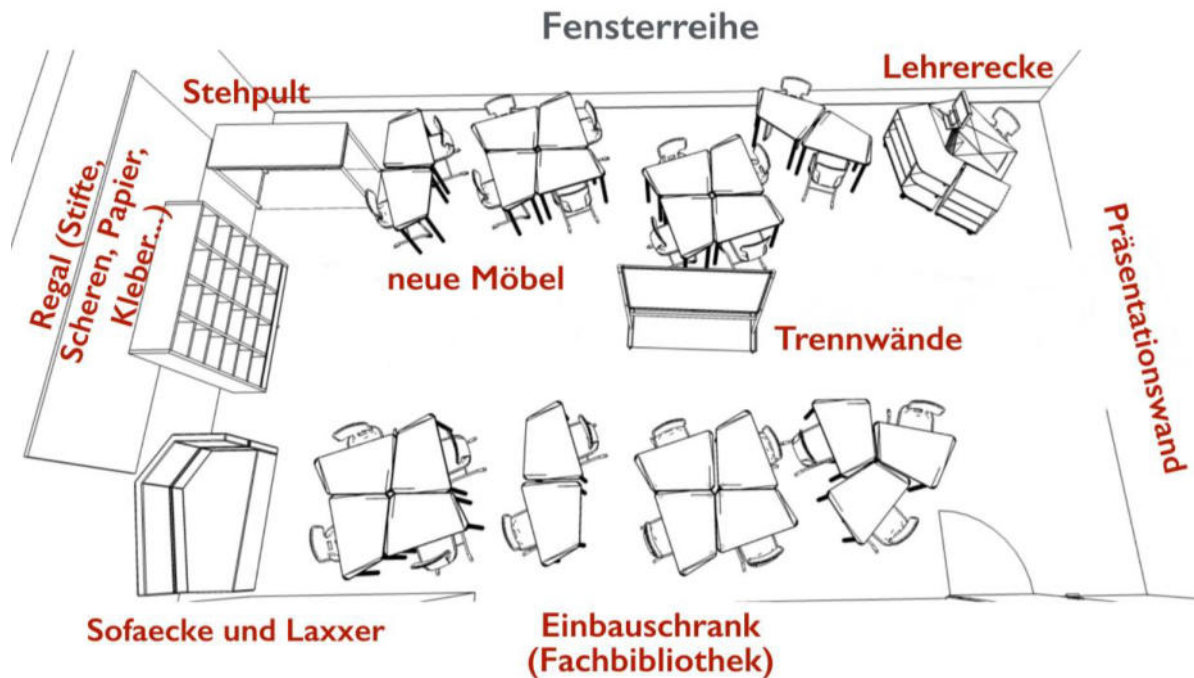 Fensterreihe
Stehpult
Lehrerecke
Regal (Stifte,
Scheren, Papier,
Kleber...)
neue Möbel
Trennwände
Präsentationswand
Sofaecke und Laxxer
Einbauschrank
(Fachbibliothek)